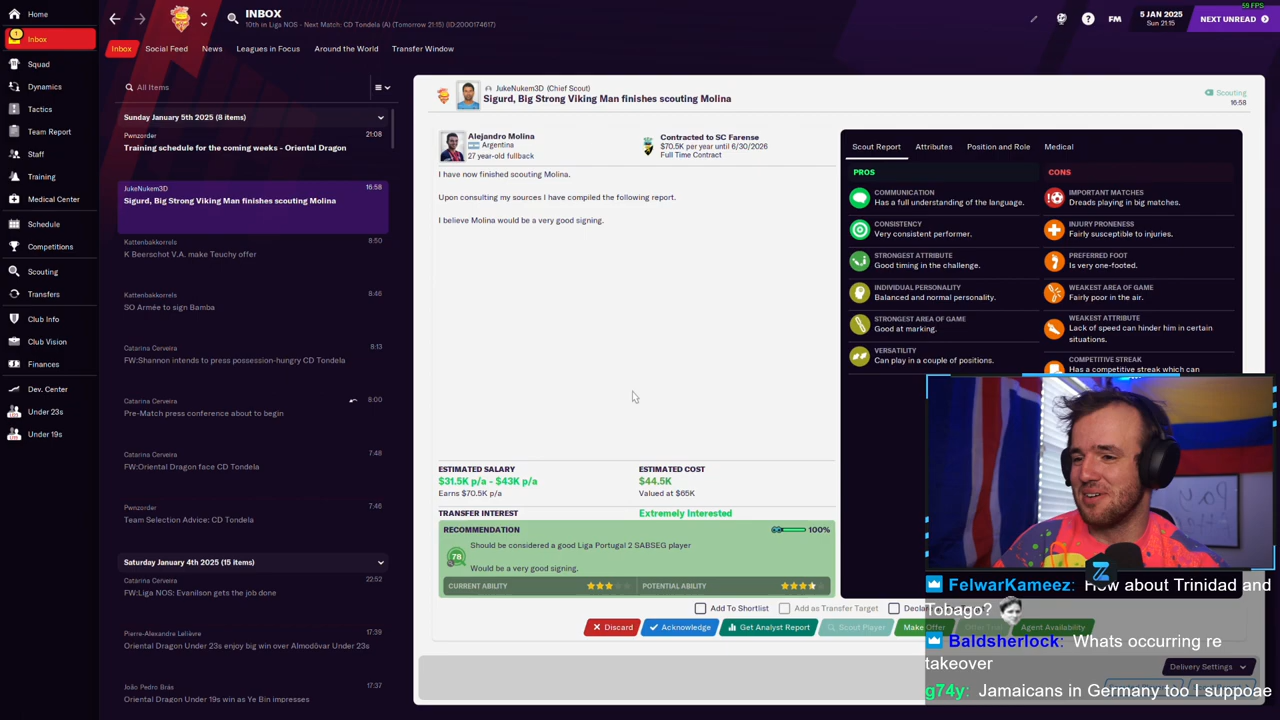 Home
Inbox
1
Squad
Dynamics
Tactics
Team Report
Staff
Training
Medical Center
Schedule
Competitions
Scouting
Transfers
Club Info
Club Vision
Finances
Dev. Center
Under 23s
Under 19s
INBOX
10th in Liga NOS - Next Match: CD Tondela (A) (Tomorrow 21:15) (ID:2000174617)
59 FPS
FM
5 JAN 2025
Sun 21:15
NEXT UNREAD
Inbox
Social Feed
News
Leagues in Focus
Around the World
Transfer Window
All Items
Sunday January 5th 2025 (8 items)
Pwnzorder
21:08
Training schedule for the coming weeks - Oriental Dragon
JukeNukem3D
16:58
Sigurd, Big Strong Viking Man finishes scouting Molina
Kattenbakkorrels
8:50
K Beerschot V.A. make Teuchy offer
Kattenbakkorrels
8:46
SO Armée to sign Bamba
Catarina Cerveira
8:13
FW:Shannon intends to press possession-hungry CD Tondela
Catarina Cerveira
8:00
Pre-Match press conference about to begin
Catarina Cerveira
7:48
FW:Oriental Dragon face CD Tondela
Pwnzorder
7:46
Team Selection Advice: CD Tondela
Saturday January 4th 2025 (15 items)
Catarina Cerveira
22:52
FW:Liga NOS: Evanilson gets the job done
Pierre-Alexandre Lelièvre
17:39
Oriental Dragon Under 23s enjoy big win over Almodôvar Under 23s
João Pedro Brás
17:37
Oriental Dragon Under 19s win as Ye Bin impresses
JukeNukem3D (Chief Scout)
Sigurd, Big Strong Viking Man finishes scouting Molina
Scouting
16:58
Alejandro Molina
Argentina
27 year-old fullback
Contracted to SC Farense
$70.5K per year until 6/30/2026
Full Time Contract
I have now finished scouting Molina.
Upon consulting my sources I have compiled the following report.
I believe Molina would be a very good signing.
ESTIMATED SALARY
$31.5K p/a - $43K p/a
Earns $70.5K p/a
ESTIMATED COST
$44.5K
Valued at $65K
TRANSFER INTEREST
Extremely Interested
RECOMMENDATION
100%
78
Should be considered a good Liga Portugal 2 SABSEG player
Would be a very good signing.
CURRENT ABILITY
POTENTIAL ABILITY
Scout Report
Attributes
Position and Role
Medical
PROS
COMMUNICATION
Has a full understanding of the language.
CONSISTENCY
Very consistent performer.
STRONGEST ATTRIBUTE
Good timing in the challenge.
INDIVIDUAL PERSONALITY
Balanced and normal personality.
STRONGEST AREA OF GAME
Good at marking.
VERSATILITY
Can play in a couple of positions.
CONS
IMPORTANT MATCHES
Dreads playing in big matches.
INJURY PRONENESS
Fairly susceptible to injuries.
PREFERRED FOOT
Is very one-footed.
WEAKEST AREA OF GAME
Fairly poor in the air.
WEAKEST ATTRIBUTE
Lack of speed can hinder him in certain
situations.
COMPETITIVE STREAK
Has a competitive streak which can
Add To Shortlist
Add as Transfer Target
Discard
Acknowledge
Get Analyst Report
Scout Player
Make Offer
Agent Availability
Delivery Settings
FelwarKameez: How about Trinidad and
Tobago?
Baldsherlock: Whats occurring re
takeover
g74y: Jamaicans in Germany too I suppoae